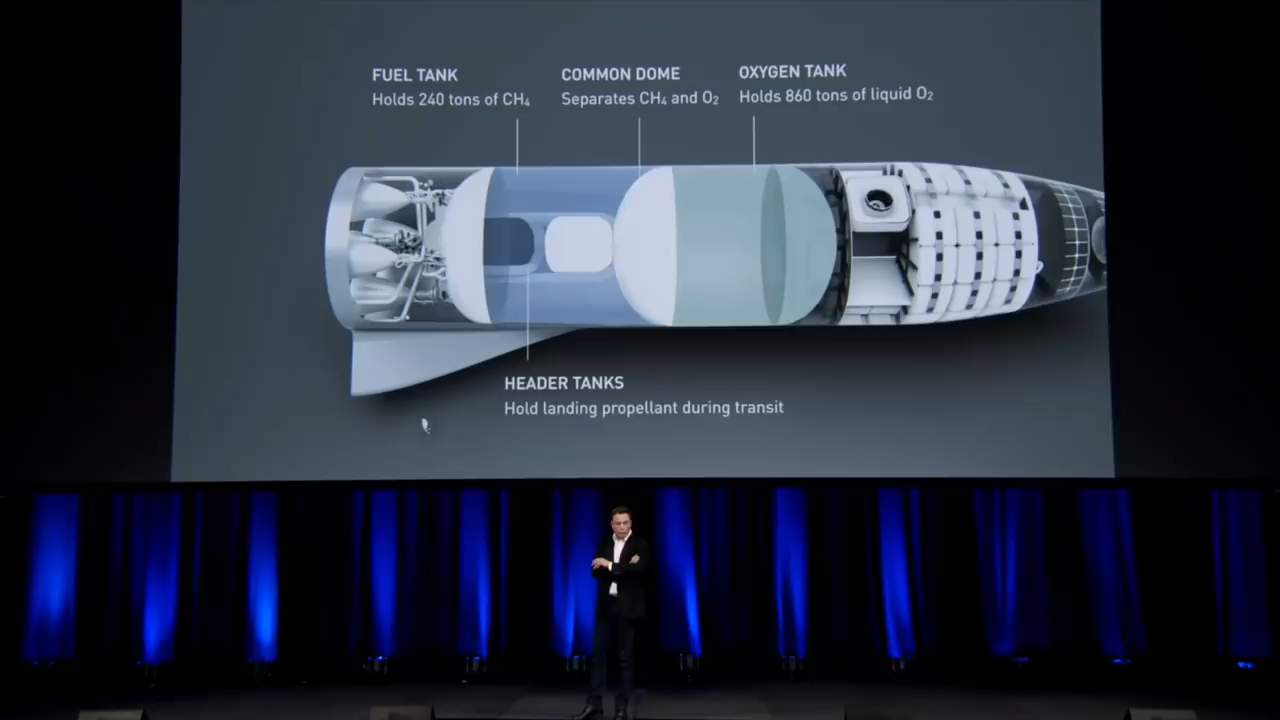 FUEL TANK
Holds 240 tons of CH₄
COMMON DOME
Separates CH₄ and O₂
OXYGEN TANK
Holds 860 tons of liquid O₂
HEADER TANKS
Hold landing propellant during transit